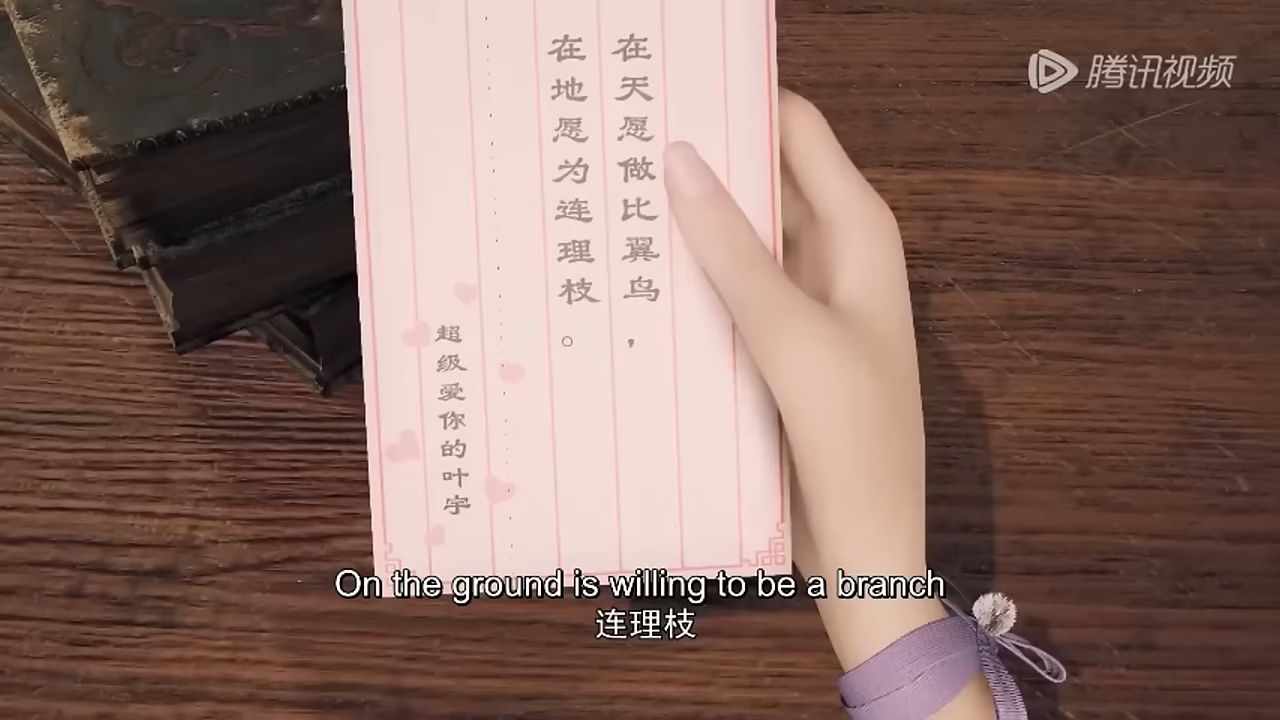 在天愿做比翼鸟，
在地愿为连理枝。
超级爱你的叶宇
腾讯视频
On the ground is willing to be a branch
连理枝